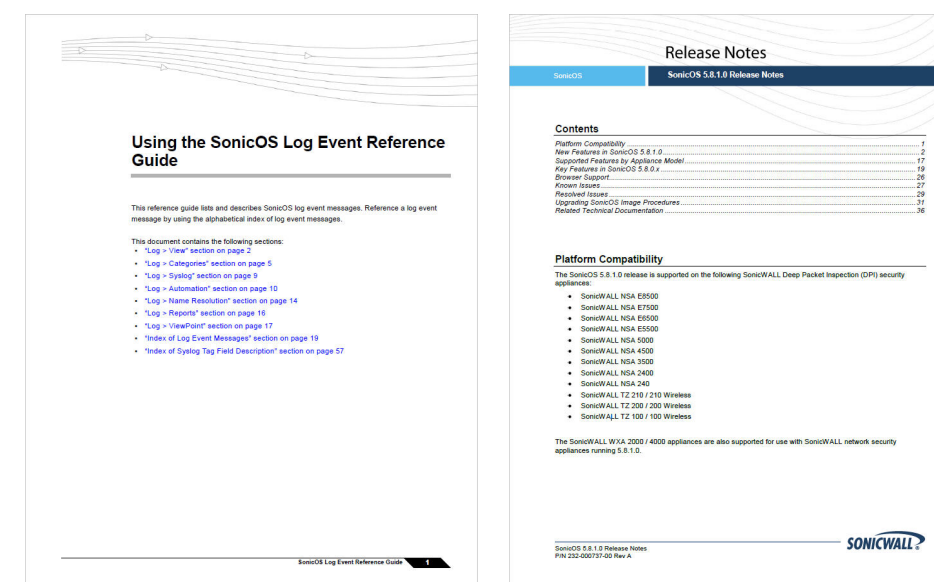 Using the SonicOS Log Event Reference
Guide
This reference guide lists and describes SonicOS log event messages. Reference a log event
message by using the alphabetical index of log event messages.
This document contains the following sections:
• "Log > View" section on page 2
• "Log > Categories" section on page 5
• "Log > Syslog" section on page 9
• "Log > Automation" section on page 10
• "Log > Name Resolution" section on page 14
• "Log > Reports" section on page 16
• "Log > ViewPoint" section on page 17
• "Index of Log Event Messages" section on page 19
• "Index of Syslog Tag Field Description" section on page 57
SonicOS Log Event Reference Guide 1
Release Notes
SonicOS
SonicOS 5.8.1.0 Release Notes
Contents
Platform Compatibility ... 1
New Features in SonicOS 5.8.1.0 ... 2
Supported Features by Appliance Model ... 17
Key Features in SonicOS 5.8.0.x ... 19
Browser Support ... 26
Known Issues ... 27
Resolved Issues ... 29
Upgrading SonicOS Image Procedures ... 31
Related Technical Documentation ... 36
Platform Compatibility
The SonicOS 5.8.1.0 release is supported on the following SonicWALL Deep Packet Inspection (DPI) security
appliances:
• SonicWALL NSA E8500
• SonicWALL NSA E7500
• SonicWALL NSA E6500
• SonicWALL NSA E5500
• SonicWALL NSA 5000
• SonicWALL NSA 4500
• SonicWALL NSA 3500
• SonicWALL NSA 2400
• SonicWALL NSA 240
• SonicWALL TZ 210 / 210 Wireless
• SonicWALL TZ 200 / 200 Wireless
• SonicWALL TZ 100 / 100 Wireless
The SonicWALL WXA 2000 / 4000 appliances are also supported for use with SonicWALL network security
appliances running 5.8.1.0.
SonicOS 5.8.1.0 Release Notes
P/N 232-000737-00 Rev A
SONICWALL